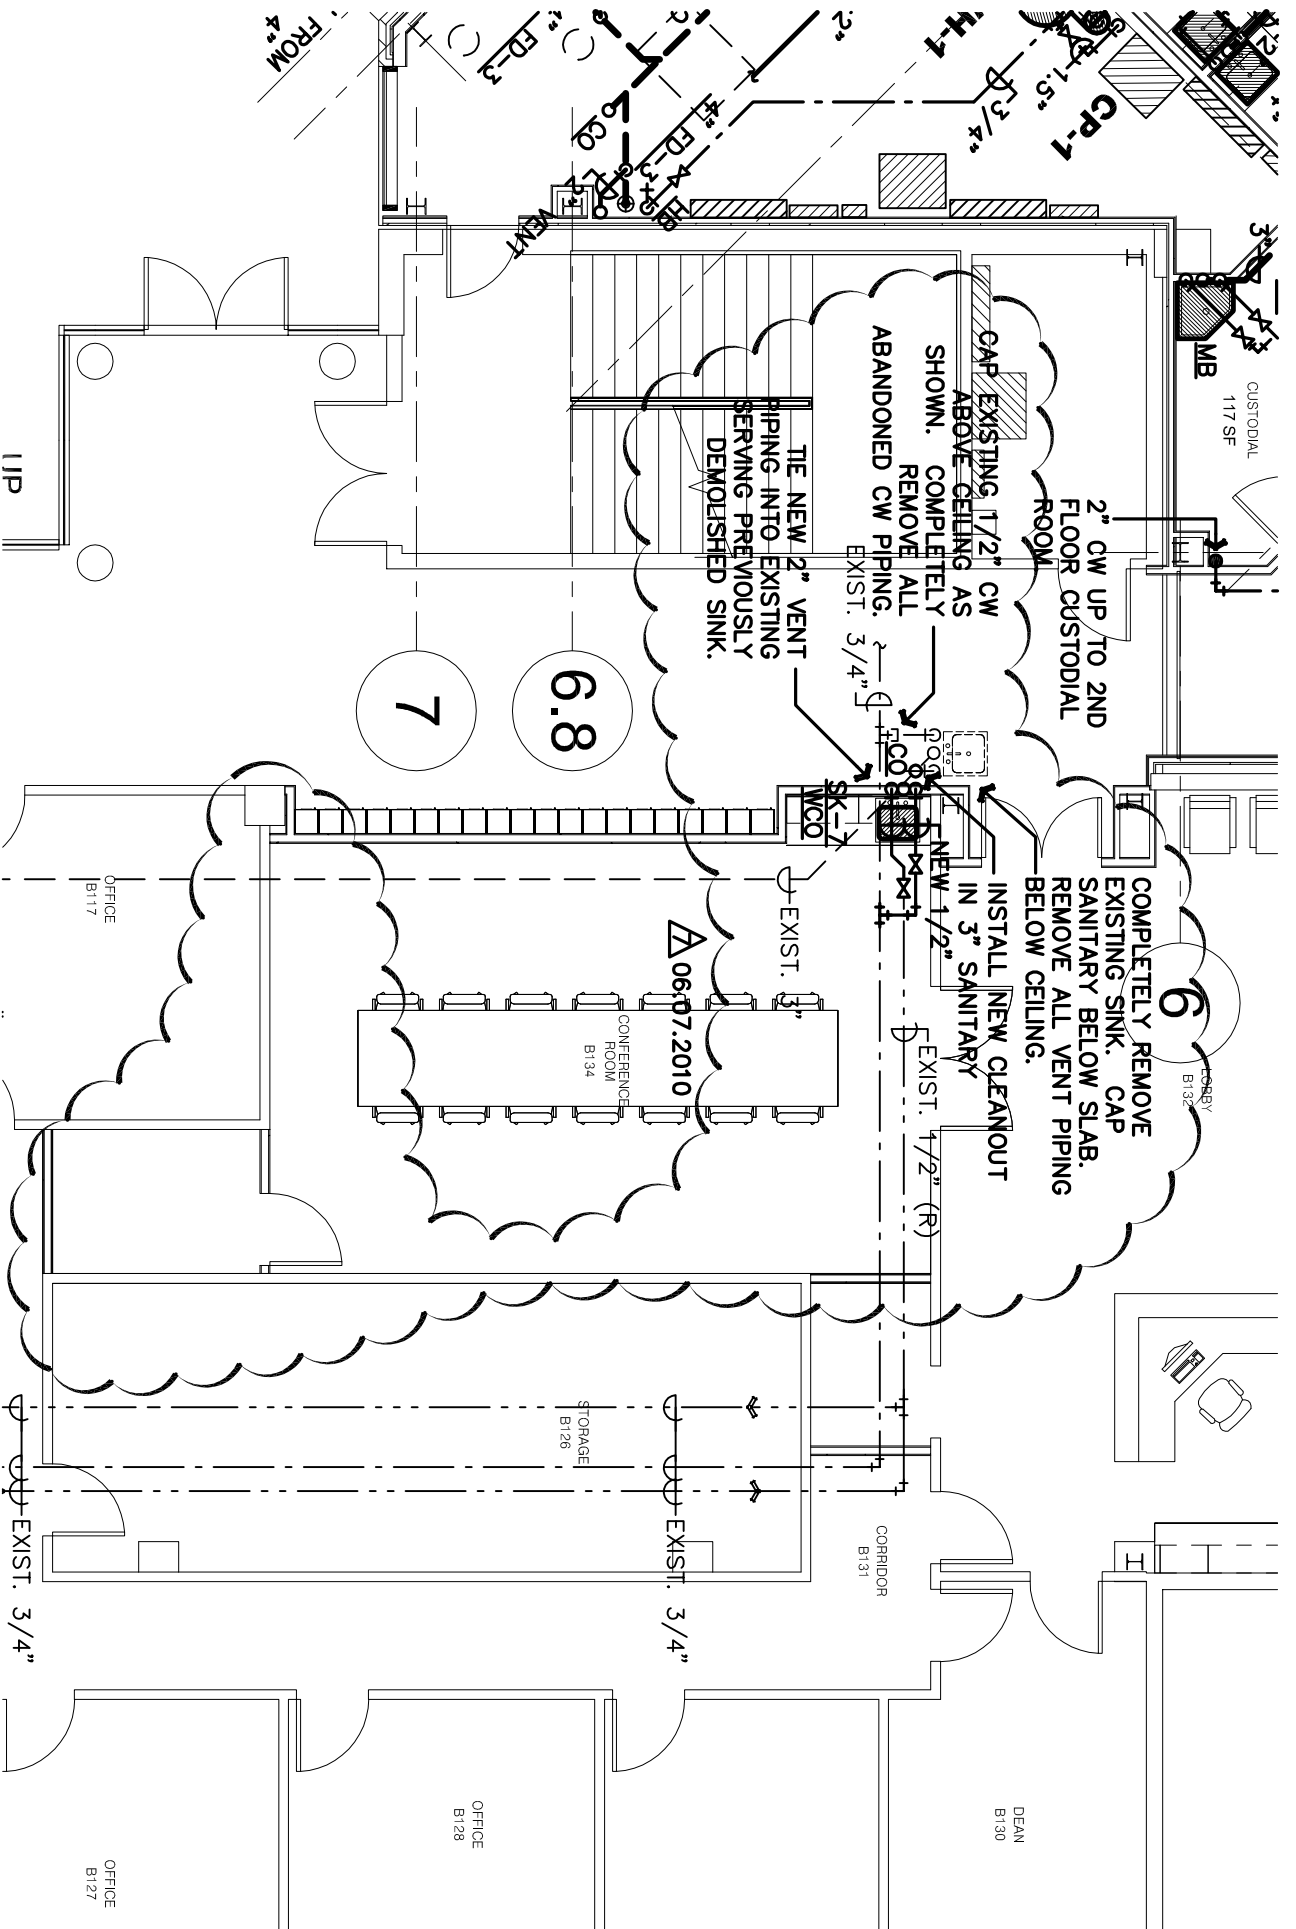 3"
MB
CUSTODIAL
117 SF
2" CW UP TO 2ND
FLOOR CUSTODIAL
ROOM
CP-1
1.5"
3/4"
2"
4" FD-3
CO
HB
2"
VENT
FD-3
FROM
4"
CAP EXISTING 1/2" CW
ABOVE CEILING AS
SHOWN. COMPLETELY
REMOVE ALL
ABANDONED CW PIPING.
EXIST. 3/4"
TIE NEW 2" VENT
PIPING INTO EXISTING
SERVING PREVIOUSLY
DEMOLISHED SINK.
6.8
7
UP
CO
SK-7
WCO
NEW 1/2"
COMPLETELY REMOVE
EXISTING SINK. CAP
SANITARY BELOW SLAB.
REMOVE ALL VENT PIPING
BELOW CEILING.
INSTALL NEW CLEANOUT
IN 3" SANITARY
6
LOBBY
B132
EXIST. 1/2" (R)
EXIST. 3"
7 06.07.2010
CONFERENCE
ROOM
B134
OFFICE
B117
STORAGE
B126
CORRIDOR
B131
EXIST. 3/4"
EXIST. 3/4"
DEAN
B130
OFFICE
B128
OFFICE
B127